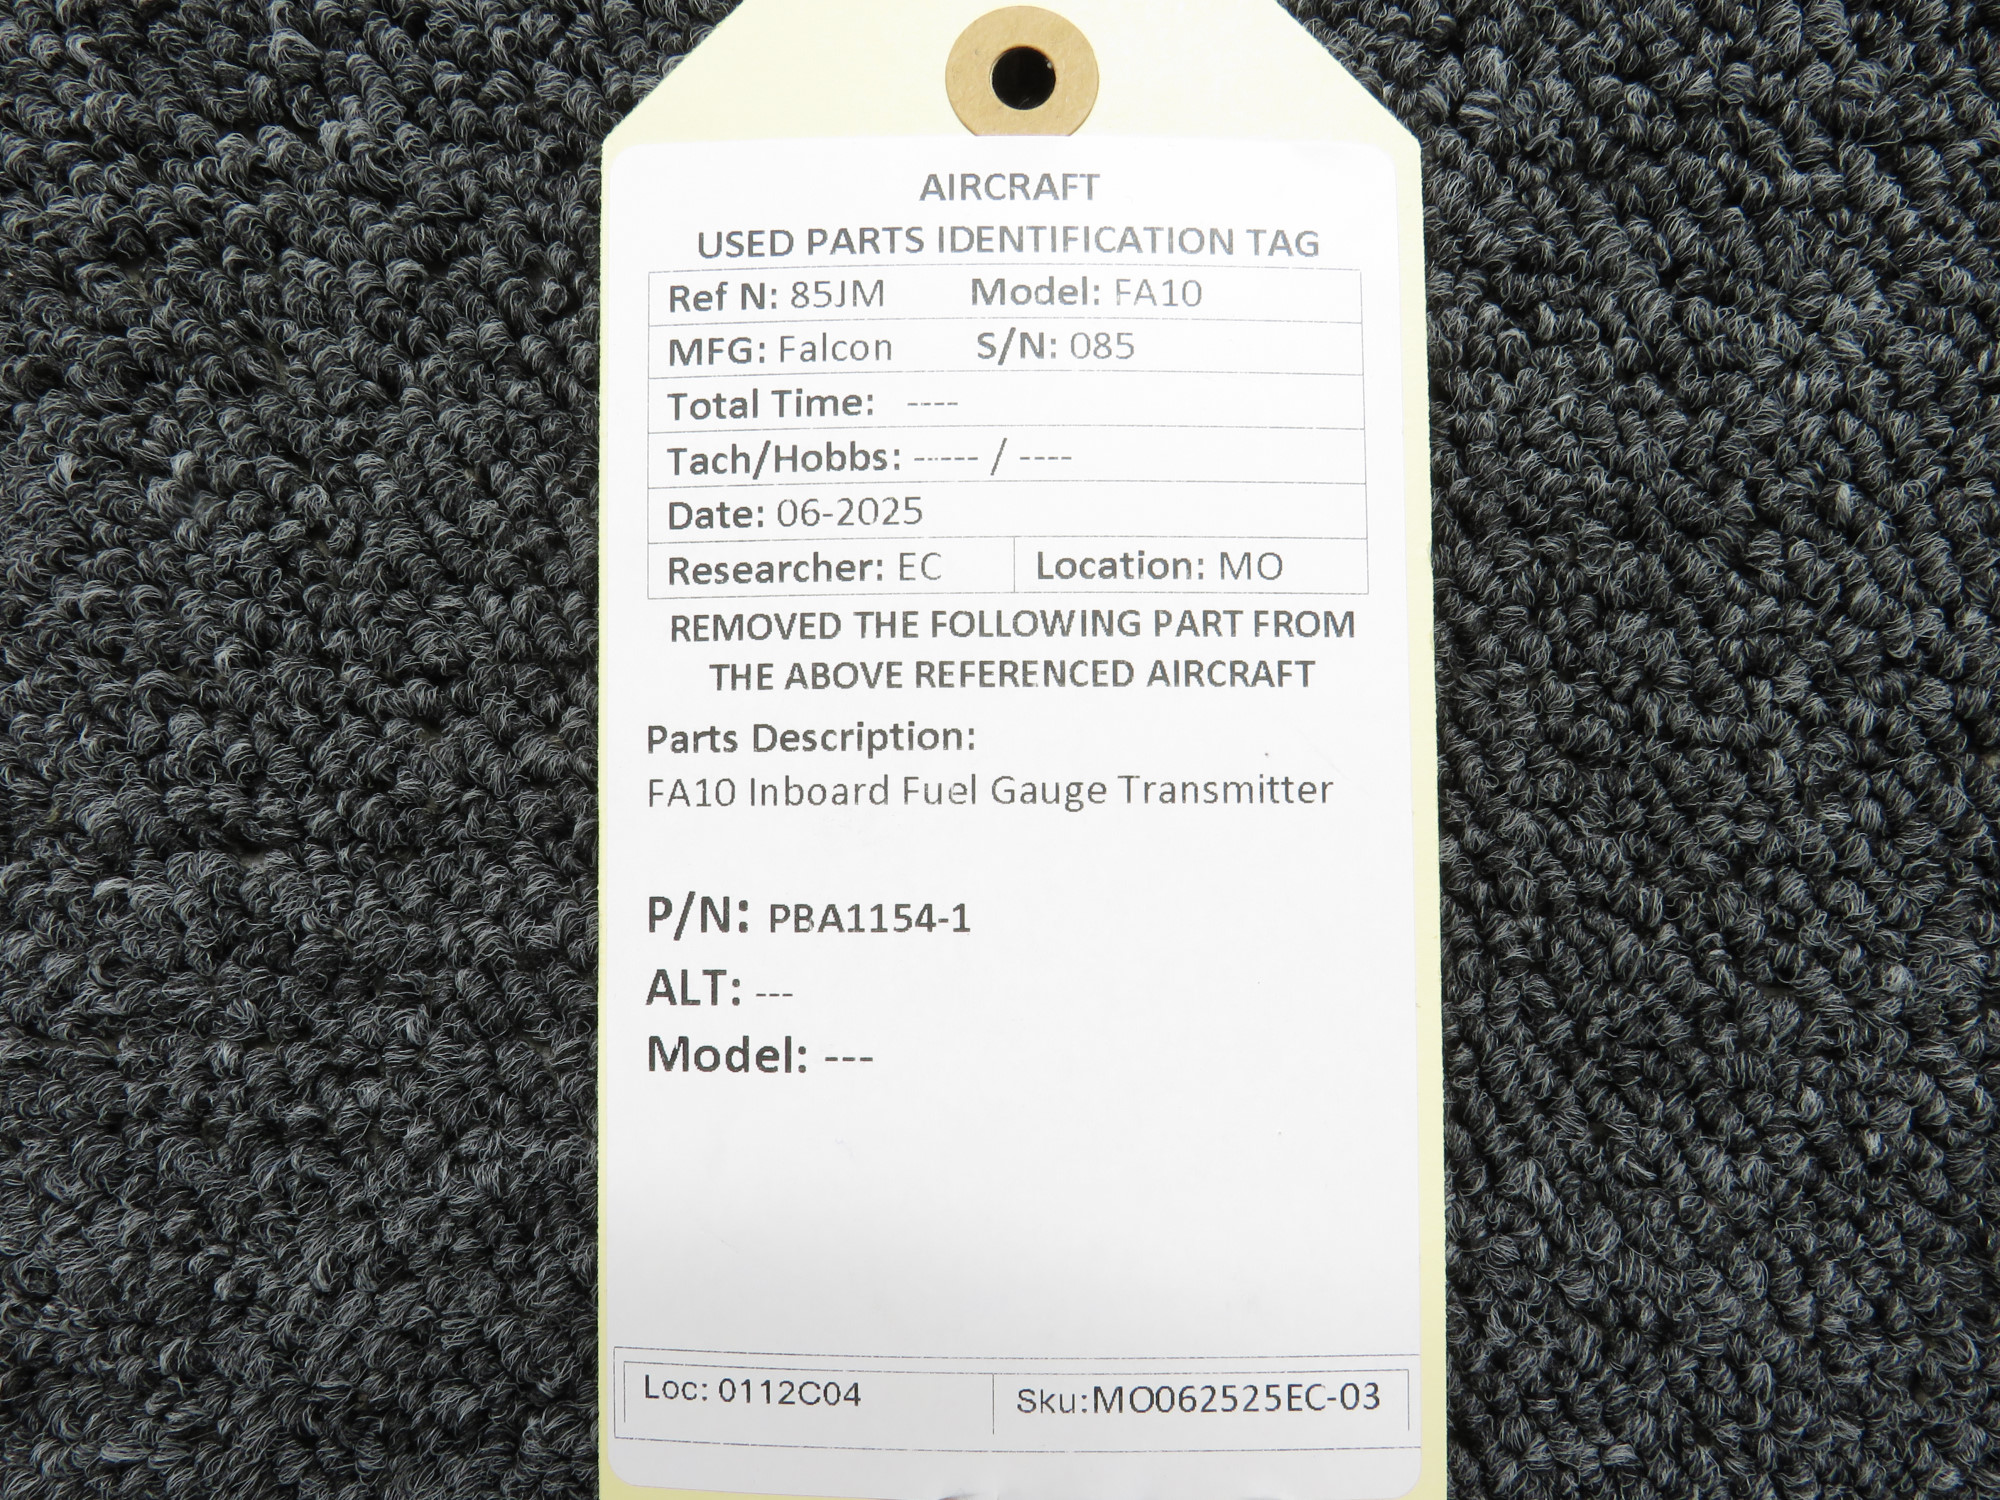 AIRCRAFT
USED PARTS IDENTIFICATION TAG
Ref N: 85JM Model: FA10
MFG: Falcon S/N: 085
Total Time: ----
Tach/Hobbs: ----- / ----
Date: 06-2025
Researcher: EC Location: MO
REMOVED THE FOLLOWING PART FROM
THE ABOVE REFERENCED AIRCRAFT
Parts Description:
FA10 Inboard Fuel Gauge Transmitter
P/N: PBA1154-1
ALT: ---
Model: ---
Loc: 0112C04 Sku:MO062525EC-03